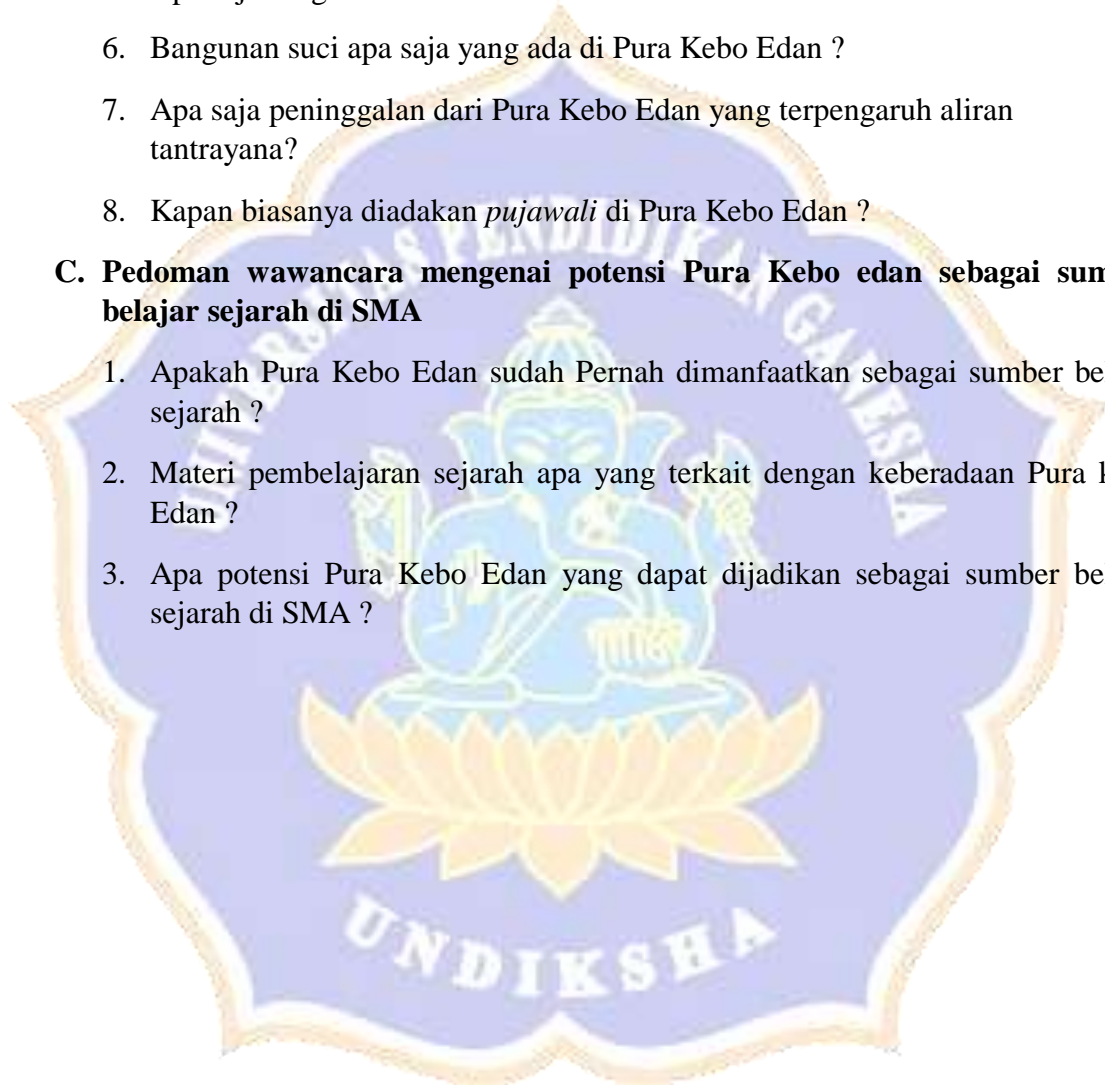 6. Bangunan suci apa saja yang ada di Pura Kebo Edan ?
7. Apa saja peninggalan dari Pura Kebo Edan yang terpengaruh aliran
tantrayana?
8. Kapan biasanya diadakan pujawali di Pura Kebo Edan ?
C. Pedoman wawancara mengenai potensi Pura Kebo edan sebagai sum
belajar sejarah di SMA
1. Apakah Pura Kebo Edan sudah Pernah dimanfaatkan sebagai sumber be
sejarah ?
2. Materi pembelajaran sejarah apa yang terkait dengan keberadaan Pura k
Edan ?
3. Apa potensi Pura Kebo Edan yang dapat dijadikan sebagai sumber be
sejarah di SMA ?
UNIVERSITAS PENDIDIKAN GANESHA
UNDIKSHA